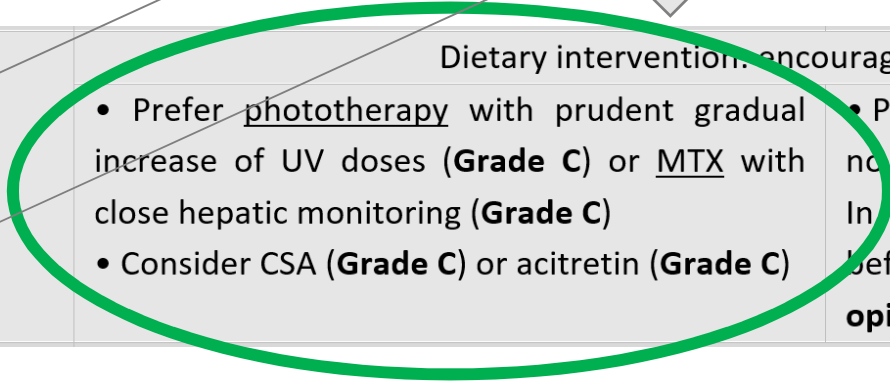 Dietary intervention: encourag
• Prefer phototherapy with prudent gradual
increase of UV doses (Grade C) or MTX with
close hepatic monitoring (Grade C)
• Consider CSA (Grade C) or acitretin (Grade C)
• P
no
In
bef
opi